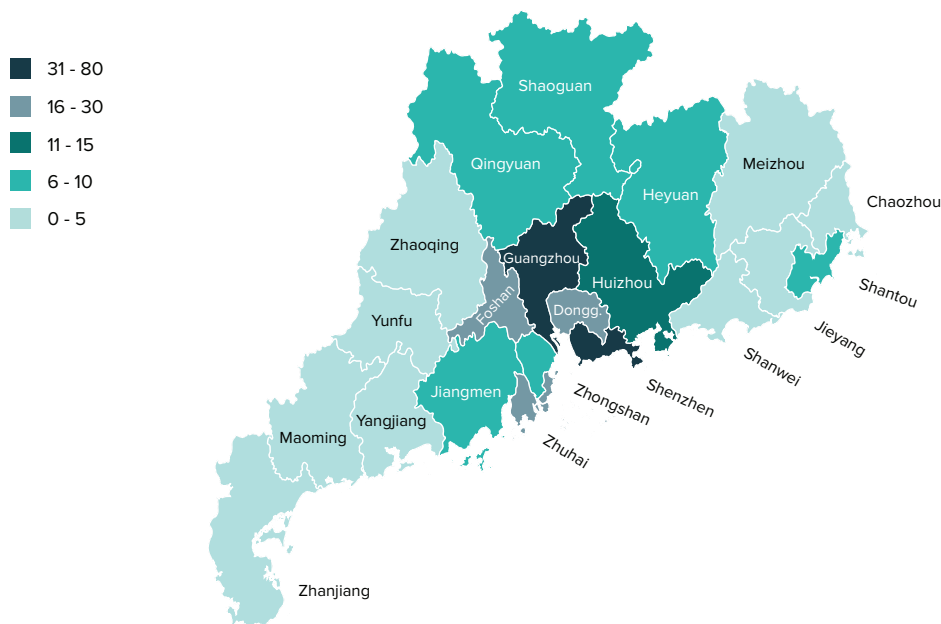 31 - 80
16 - 30
11 - 15
6 - 10
0 - 5
Shaoguan
Qingyuan
Meizhou
Heyuan
Chaozhou
Zhaoqing
Guangzhou
Huizhou
Shantou
Foshan
Dongg.
Yunfu
Jieyang
Shanwei
Shenzhen
Jiangmen
Zhongshan
Yangjiang
Maoming
Zhuhai
Zhanjiang